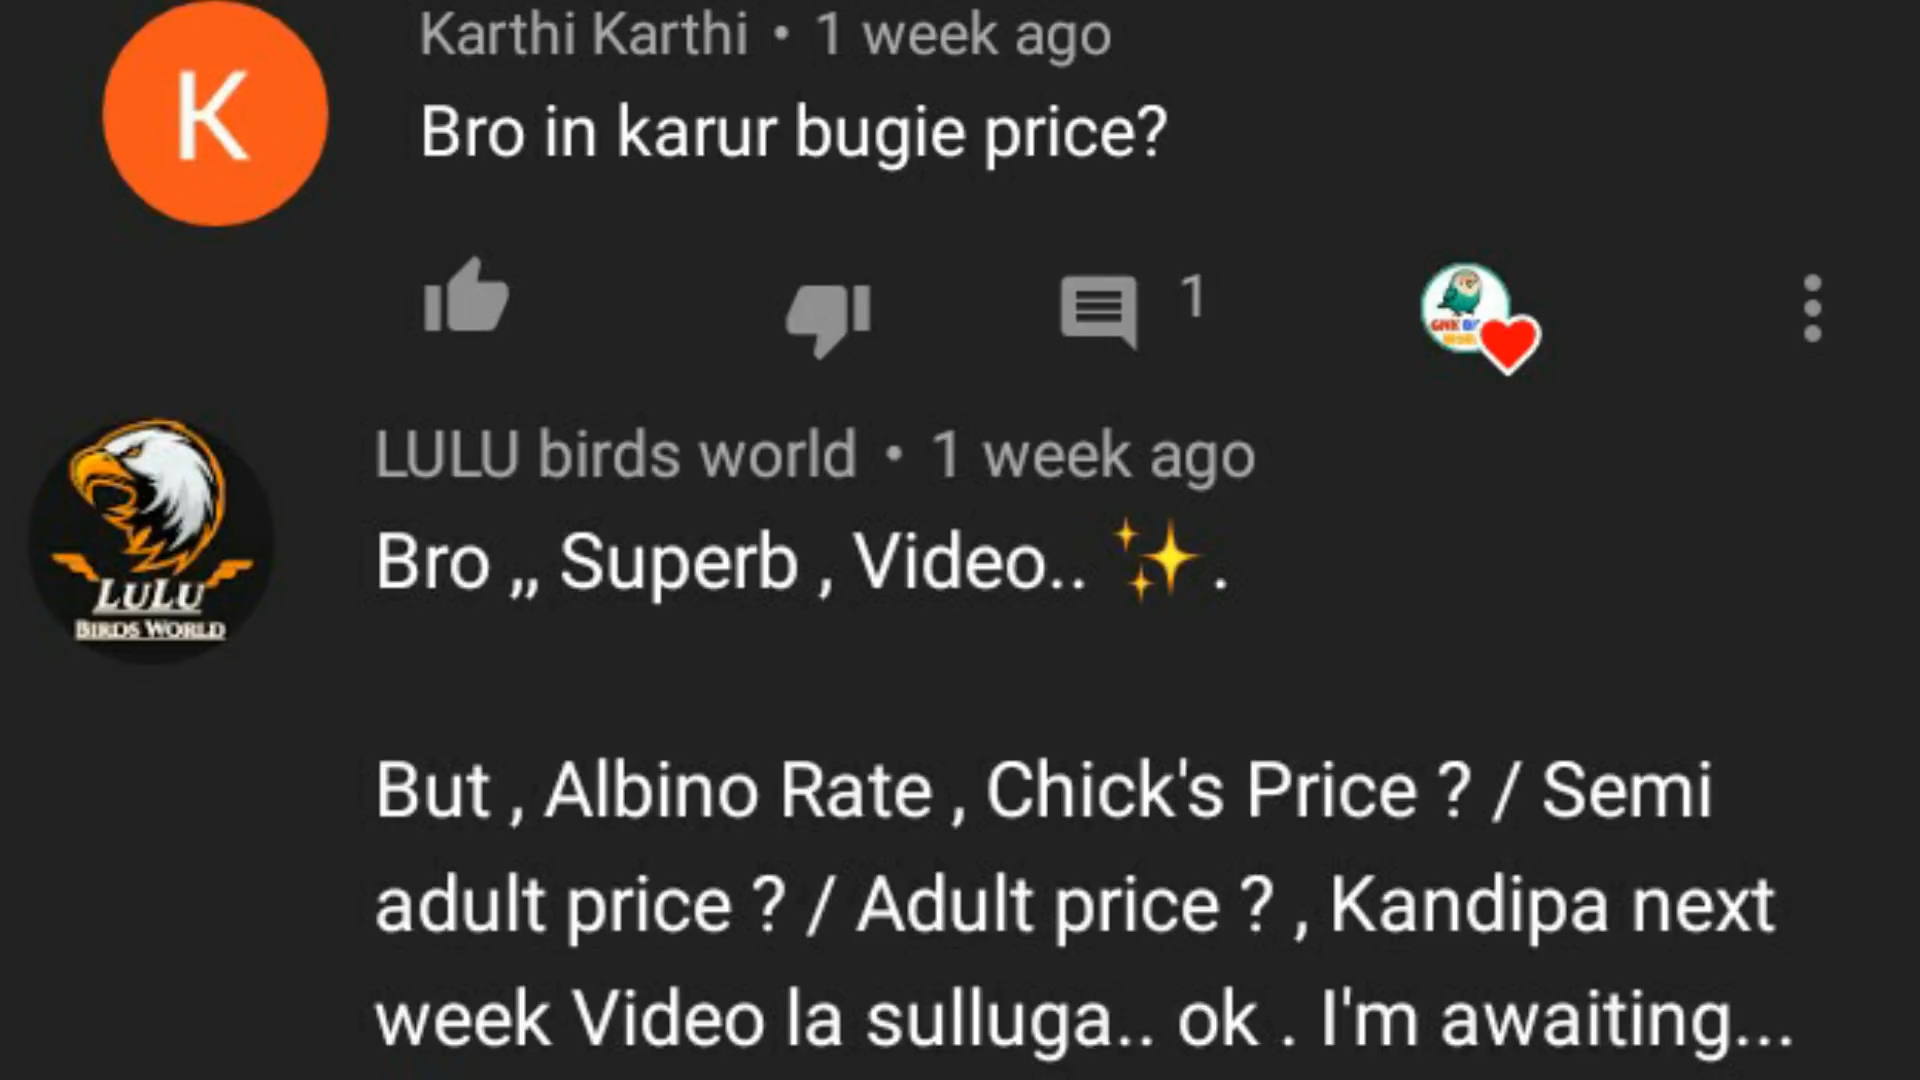 Karthi Karthi • 1 week ago
K
Bro in karur bugie price?
1
LULU birds world • 1 week ago
Bro ,, Superb , Video.. ✨ .
LULU
BIRDS WORLD
But , Albino Rate , Chick's Price ? / Semi
adult price ? / Adult price ? , Kandipa next
week Video la sulluga.. ok . I'm awaiting...